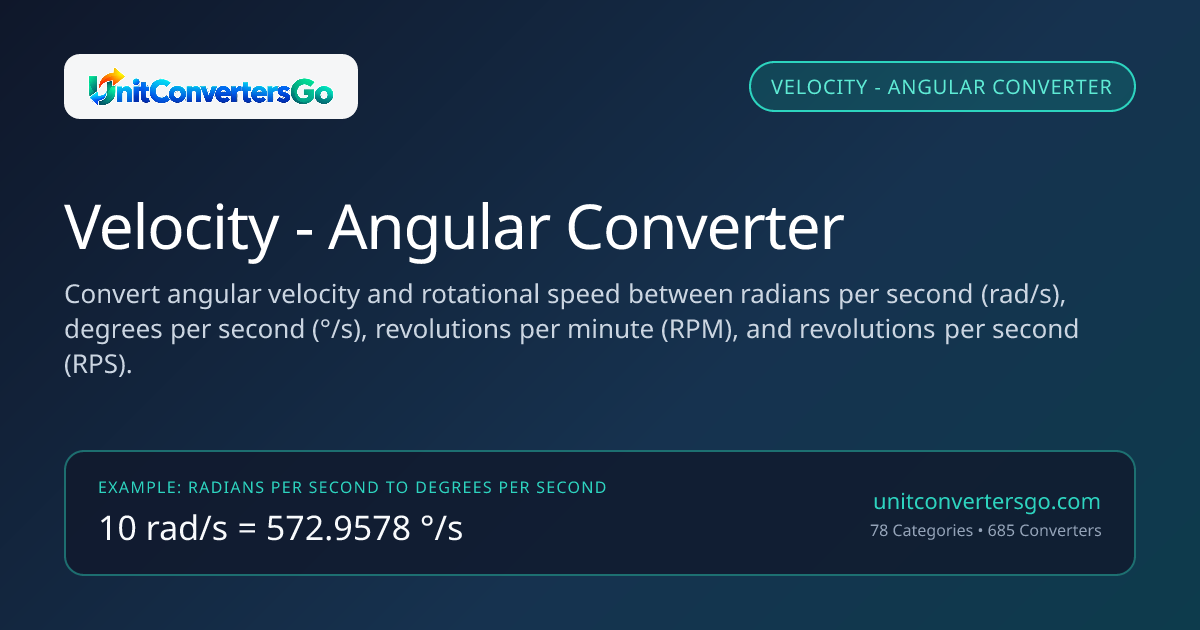 UnitConvertersGo
VELOCITY - ANGULAR CONVERTER
Velocity - Angular Converter
Convert angular velocity and rotational speed between radians per second (rad/s),
degrees per second (°/s), revolutions per minute (RPM), and revolutions per second
(RPS).
EXAMPLE: RADIANS PER SECOND TO DEGREES PER SECOND
10 rad/s = 572.9578 °/s
unitconvertersgo.com
78 Categories • 685 Converters